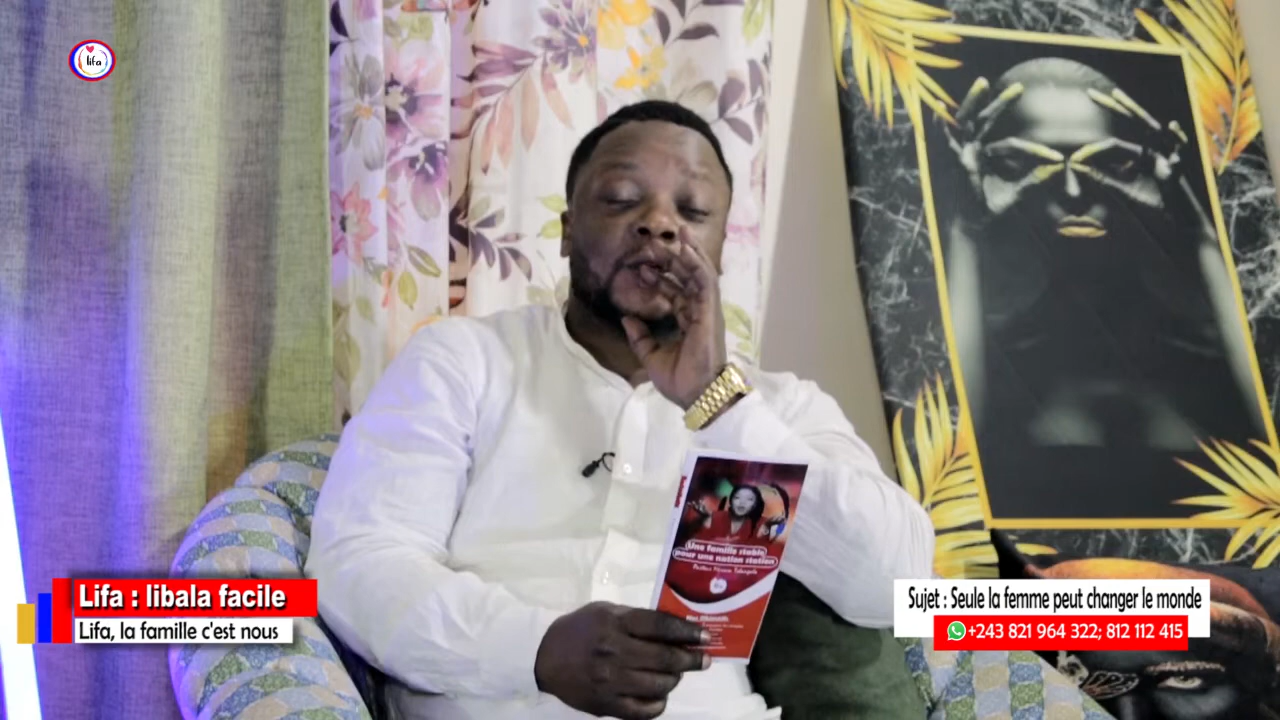 lifa
Une famille stable
pour une nation station
Lifa : libala facile
Lifa, la famille c'est nous
Sujet : Seule la femme peut changer le monde
+243 821 964 322; 812 112 415